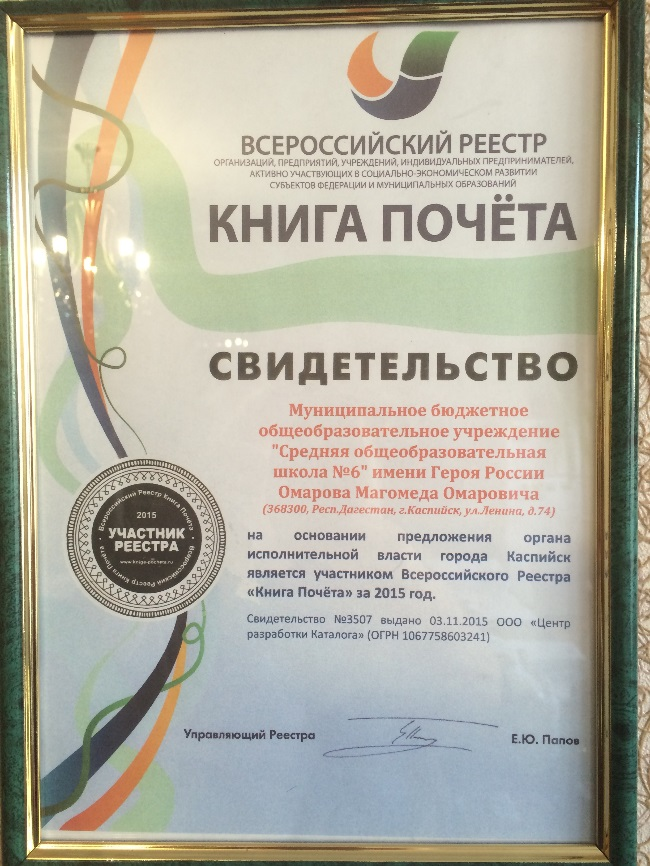 ВСЕРОССИЙСКИЙ РЕЕСТР
ОРГАНИЗАЦИЙ, ПРЕДПРИЯТИЙ, УЧРЕЖДЕНИЙ, ИНДИВИДУАЛЬНЫХ ПРЕДПРИНИМАТЕЛЕЙ,
АКТИВНО УЧАСТВУЮЩИХ В СОЦИАЛЬНО-ЭКОНОМИЧЕСКОМ РАЗВИТИИ
СУБЪЕКТОВ ФЕДЕРАЦИИ И МУНИЦИПАЛЬНЫХ ОБРАЗОВАНИЙ
КНИГА ПОЧЁТА
СВИДЕТЕЛЬСТВО
Муниципальное бюджетное
общеобразовательное учреждение
"Средняя общеобразовательная
школа №6" имени Героя России
Омарова Магомеда Омаровича
(368300, Респ.Дагестан, г.Каспийск, ул.Ленина, д.74)
на основании предложения органа
исполнительной власти города Каспийск
является участником Всероссийского Реестра
«Книга Почёта» за 2015 год.
Свидетельство №3507 выдано 03.11.2015 ООО «Центр
разработки Каталога» (ОГРН 1067758603241)
Всероссийский Реестр Книга Почёта
2015
УЧАСТНИК
РЕЕСТРА
www.kniga-pocheta.ru
Всероссийский Реестр Книга Почёта
Управляющий Реестра
Е.Ю. Папов